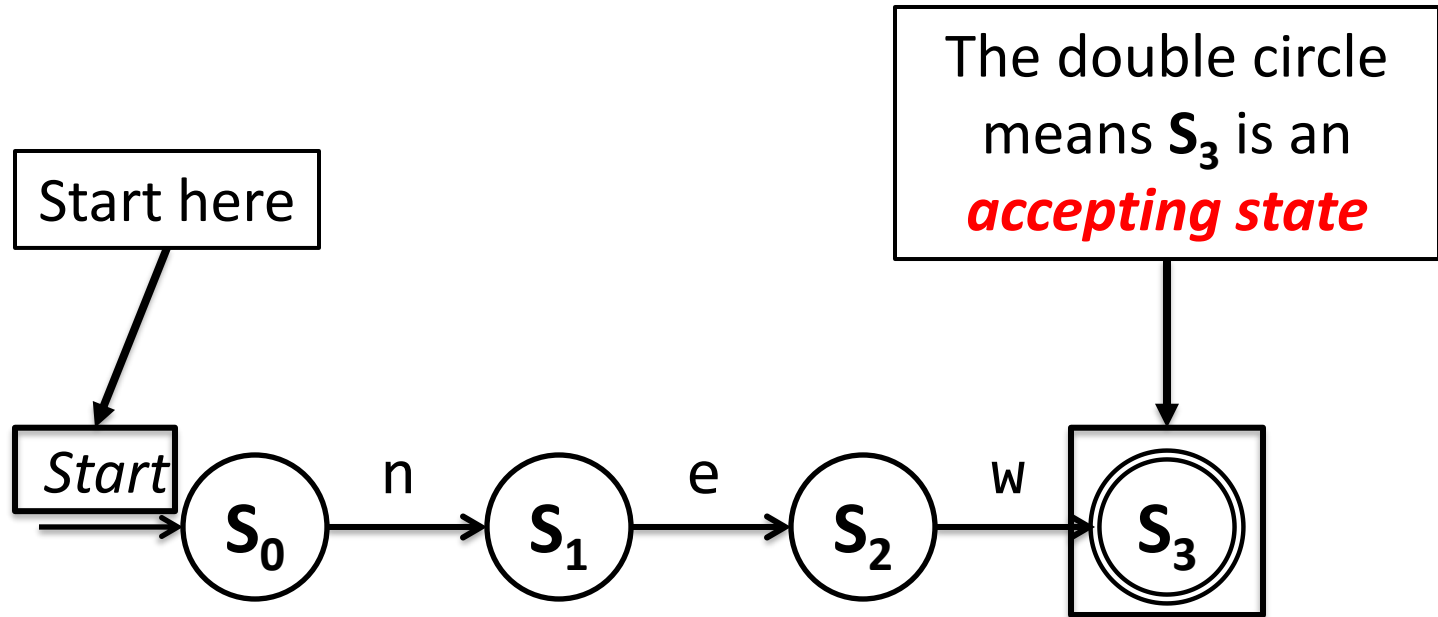 The double circle
means S₃ is an
accepting state
Start here
Start
n
e
w
S₀
S₁
S₂
S₃